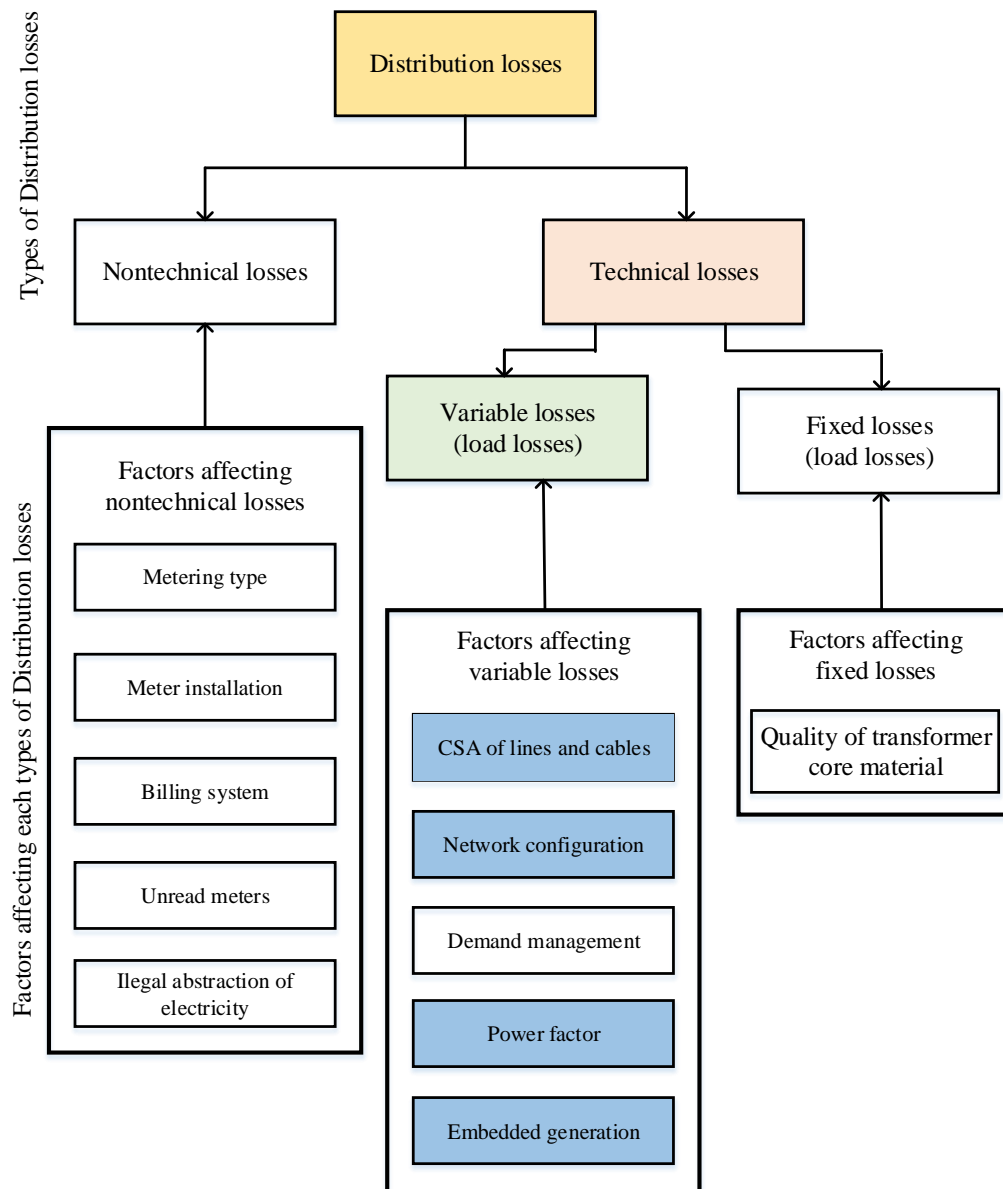 Types of Distribution losses
Distribution losses
Nontechnical losses
Technical losses
Variable losses
(load losses)
Fixed losses
(load losses)
Factors affecting each types of Distribution losses
Factors affecting
nontechnical losses
Metering type
Meter installation
Billing system
Unread meters
Ilegal abstraction of
electricity
Factors affecting
variable losses
CSA of lines and cables
Network configuration
Demand management
Power factor
Embedded generation
Factors affecting
fixed losses
Quality of transformer
core material